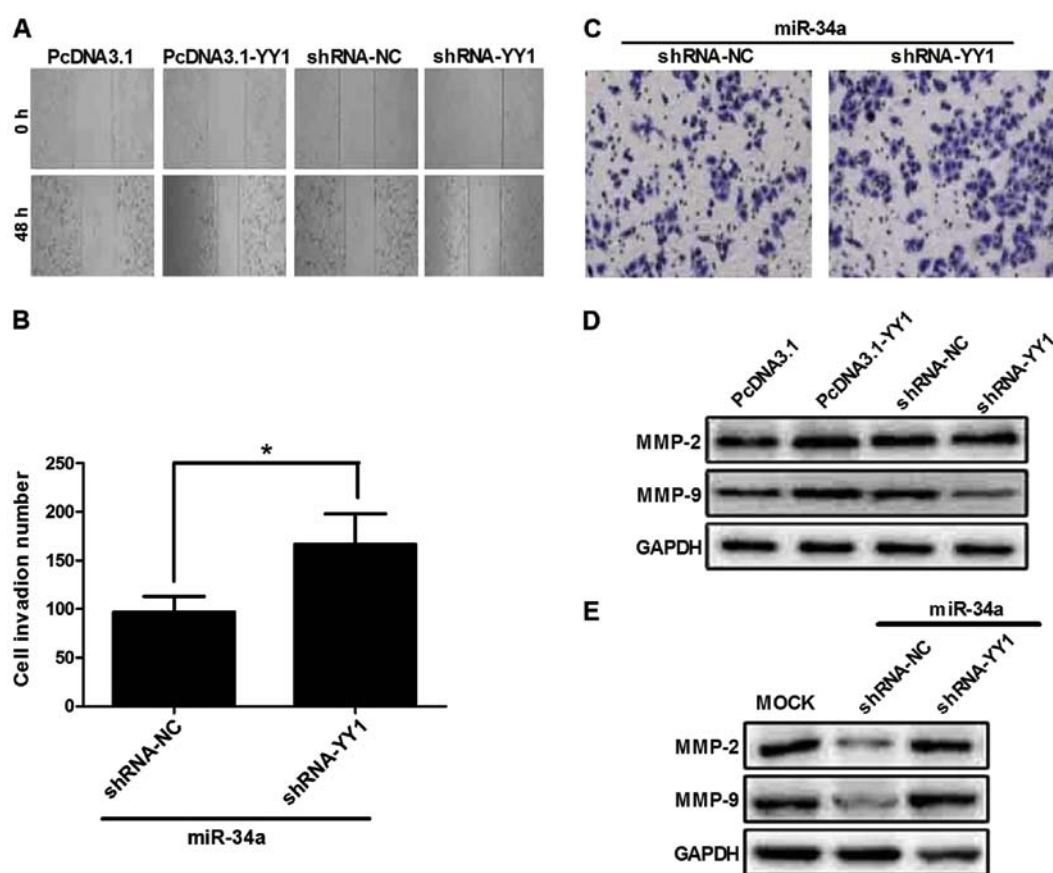 A
PcDNA3.1 PcDNA3.1-YY1 shRNA-NC shRNA-YY1
0 h
48 h
B
Cell invadion number
250
200
150
100
50
0
*
shRNA-NC shRNA-YY1
miR-34a
C
miR-34a
shRNA-NC shRNA-YY1
D
PcDNA3.1 PcDNA3.1-YY1 shRNA-NC shRNA-YY1
MMP-2
MMP-9
GAPDH
E
miR-34a
MOCK shRNA-NC shRNA-YY1
MMP-2
MMP-9
GAPDH